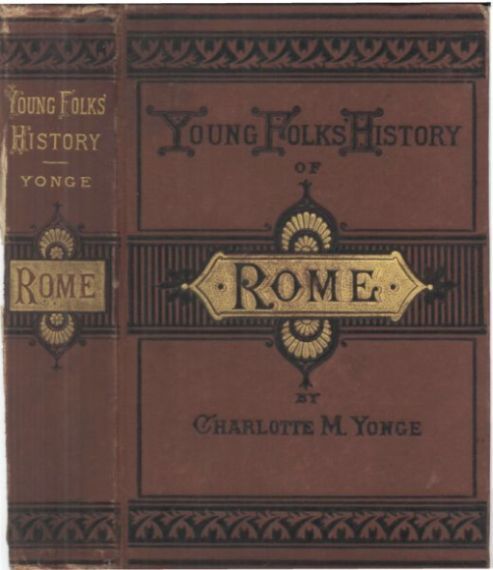 YOUNG FOLKS'
HISTORY
YONGE
ROME
YOUNG FOLKS' HISTORY
OF
ROME
BY
CHARLOTTE M. YONGE